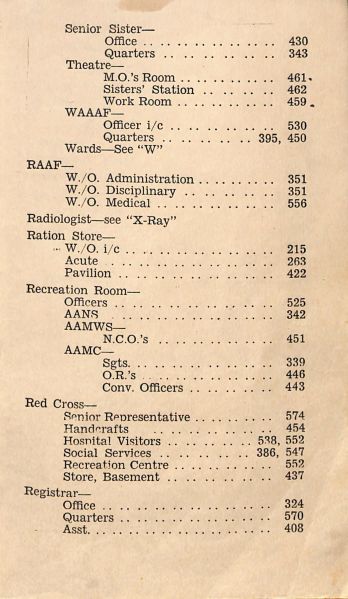 Senior Sister—
Office .. .. .. .. .. .. .. 430
Quarters .. .. .. .. .. .. 343
Theatre—
M.O.'s Room .. .. .. .. .. 461.
Sisters' Station .. .. .. .. 462
Work Room .. .. .. .. .. 459.
WAAAF—
Officer i/c .. .. .. .. .. .. 530
Quarters .. .. .. .. .. 395, 450
Wards—See "W"
RAAF—
W./O. Administration .. .. .. .. 351
W./O. Disciplinary .. .. .. .. .. 351
W./O. Medical .. .. .. .. .. .. 556
Radiologist—see "X-Ray"
Ration Store—
W./O. i/c .. .. .. .. .. .. .. 215
Acute .. .. .. .. .. .. .. .. 263
Pavilion .. .. .. .. .. .. .. 422
Recreation Room—
Officers .. .. .. .. .. .. .. 525
AANS .. .. .. .. .. .. .. .. 342
AAMWS—
N.C.O.'s .. .. .. .. .. .. 451
AAMC—
Sgts. .. .. .. .. .. .. .. 339
O.R.'s .. .. .. .. .. .. .. 446
Conv. Officers .. .. .. .. .. 443
Red Cross—
Senior Representative .. .. .. .. 574
Handcrafts .. .. .. .. .. .. 454
Hospital Visitors .. .. .. .. 538, 552
Social Services .. .. .. .. 386, 547
Recreation Centre .. .. .. .. .. 552
Store, Basement .. .. .. .. .. 437
Registrar—
Office .. .. .. .. .. .. .. .. 324
Quarters .. .. .. .. .. .. .. 570
Asst. .. .. .. .. .. .. .. .. 408